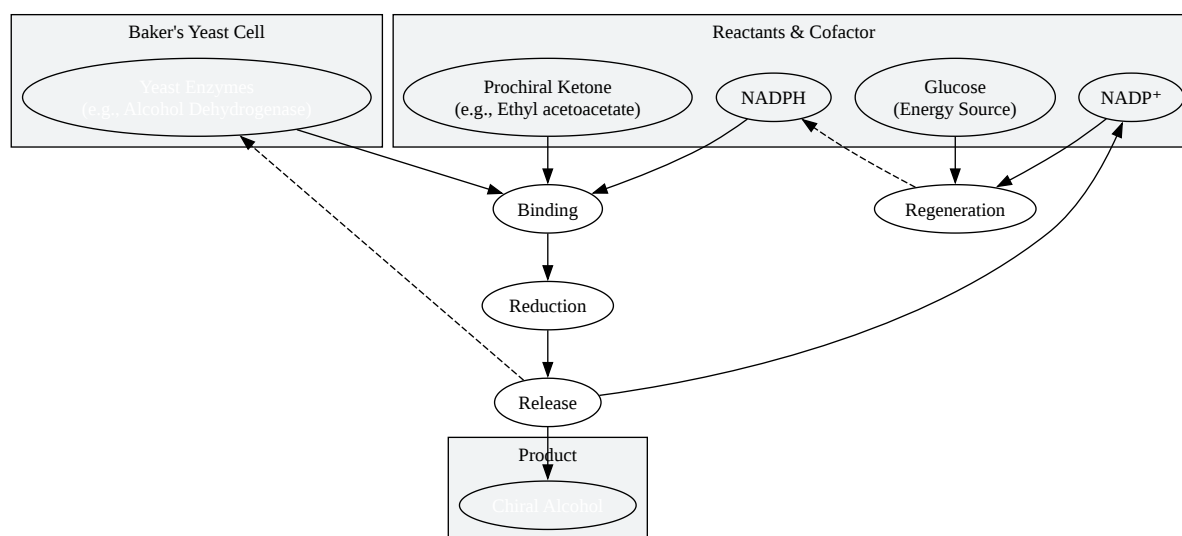 Baker's Yeast Cell
Reactants & Cofactor
Yeast Enzymes
(e.g., Alcohol Dehydrogenase)
Prochiral Ketone
(e.g., Ethyl acetoacetate)
NADPH
Glucose
(Energy Source)
NADP⁺
Binding
Regeneration
Reduction
Release
Product
Chiral Alcohol